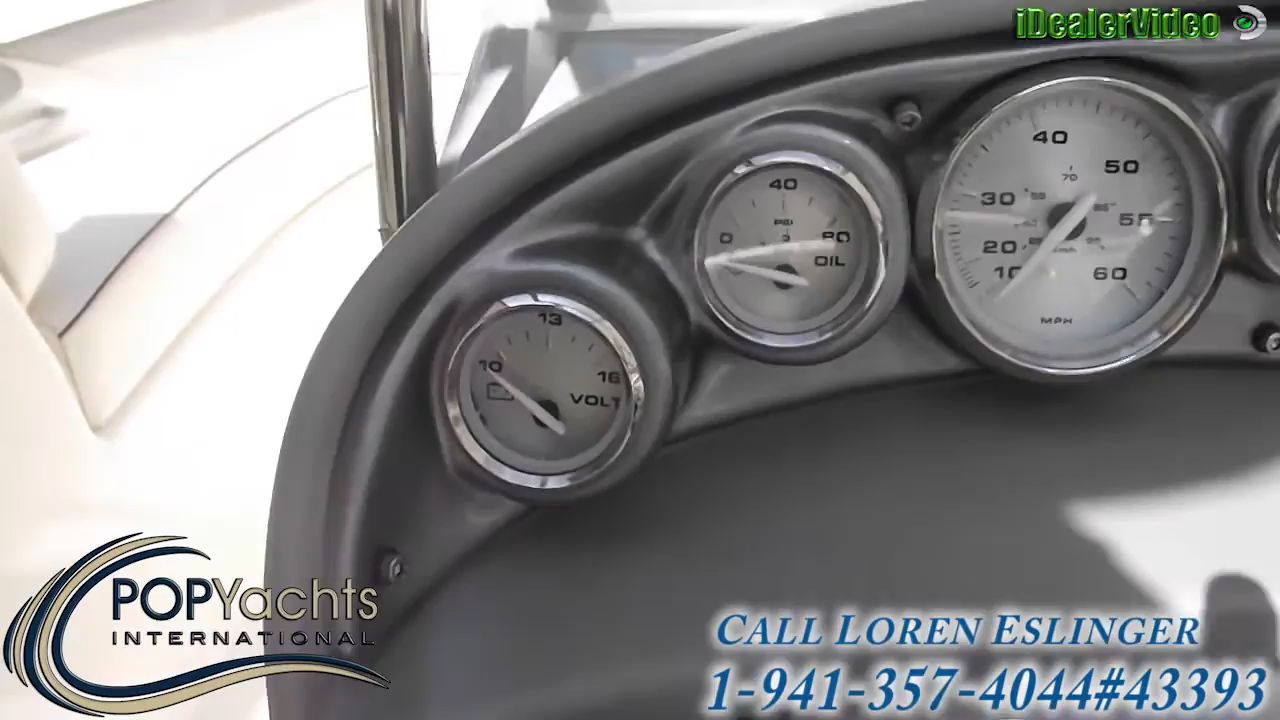 iDealerVideo
40
50
70
30
55
20
10
60
MPH
40
PSI
0
80
OIL
13
10
16
VOLT
POPYachts
INTERNATIONAL
CALL LOREN ESLINGER
1-941-357-4044#43393